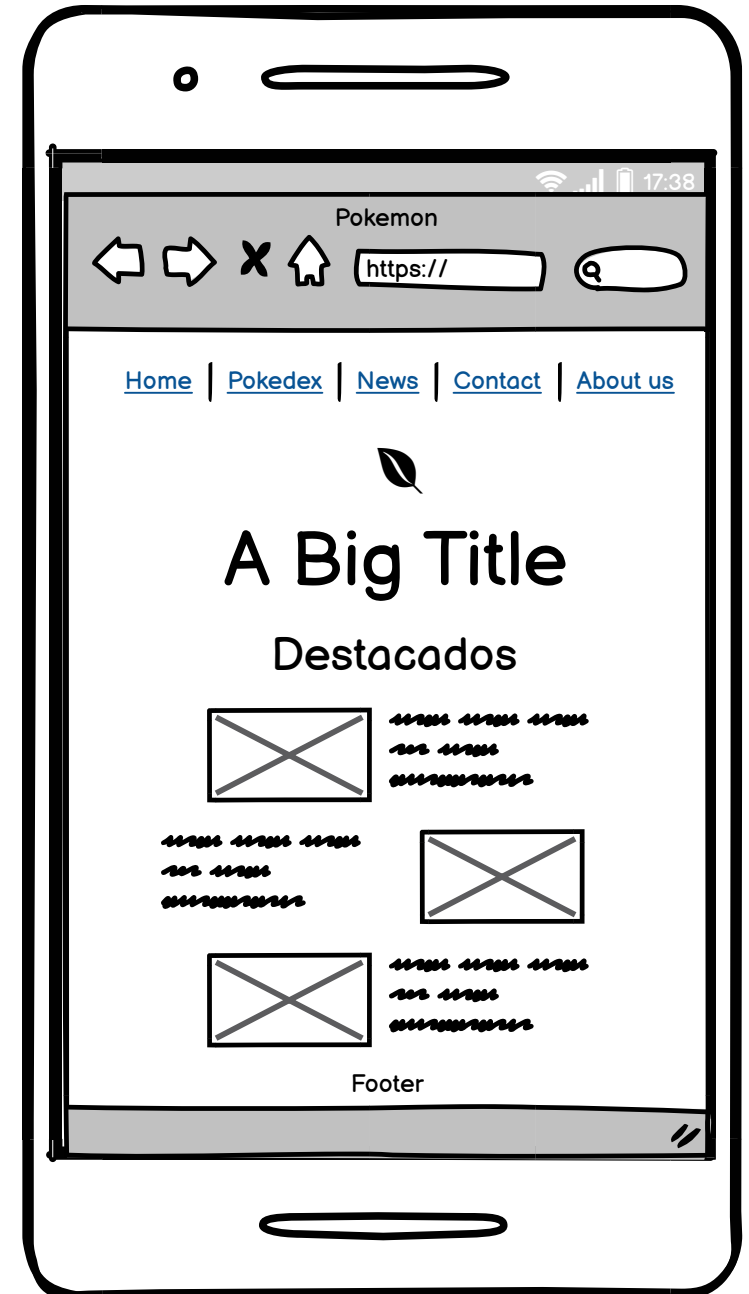 17:38
Pokemon
https://
Home | Pokedex | News | Contact | About us
A Big Title
Destacados
Footer